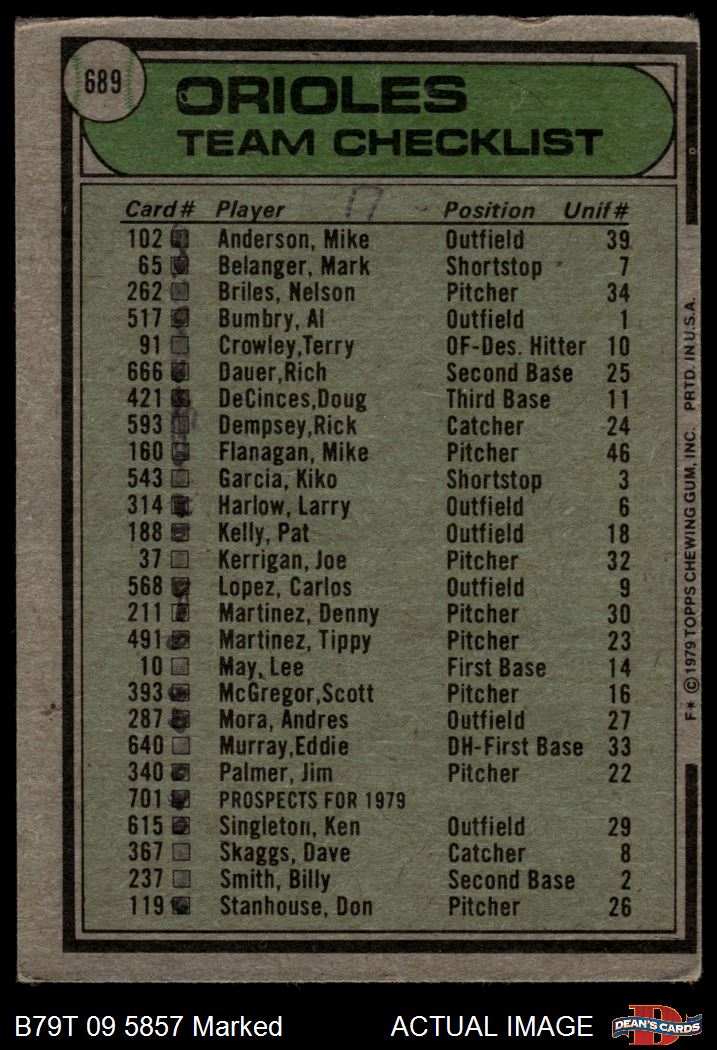 689
ORIOLES
TEAM CHECKLIST
17
Card# Player Position Unif#
102 Anderson, Mike Outfield 39
65 Belanger, Mark Shortstop 7
262 Briles, Nelson Pitcher 34
517 Bumbry, Al Outfield 1
91 Crowley,Terry OF-Des. Hitter 10
666 Dauer,Rich Second Base 25
421 DeCinces,Doug Third Base 11
593 Dempsey,Rick Catcher 24
160 Flanagan, Mike Pitcher 46
543 Garcia, Kiko Shortstop 3
314 Harlow, Larry Outfield 6
188 Kelly, Pat Outfield 18
37 Kerrigan, Joe Pitcher 32
568 Lopez, Carlos Outfield 9
211 Martinez, Denny Pitcher 30
491 Martinez, Tippy Pitcher 23
10 May, Lee First Base 14
393 McGregor,Scott Pitcher 16
287 Mora, Andres Outfield 27
640 Murray,Eddie DH-First Base 33
340 Palmer, Jim Pitcher 22
701 PROSPECTS FOR 1979
615 Singleton, Ken Outfield 29
367 Skaggs, Dave Catcher 8
237 Smith, Billy Second Base 2
119 Stanhouse, Don Pitcher 26
F* © 1979 TOPPS CHEWING GUM, INC. PRTD. IN U.S.A.
B79T 09 5857 Marked ACTUAL IMAGE
DEAN'S CARDS